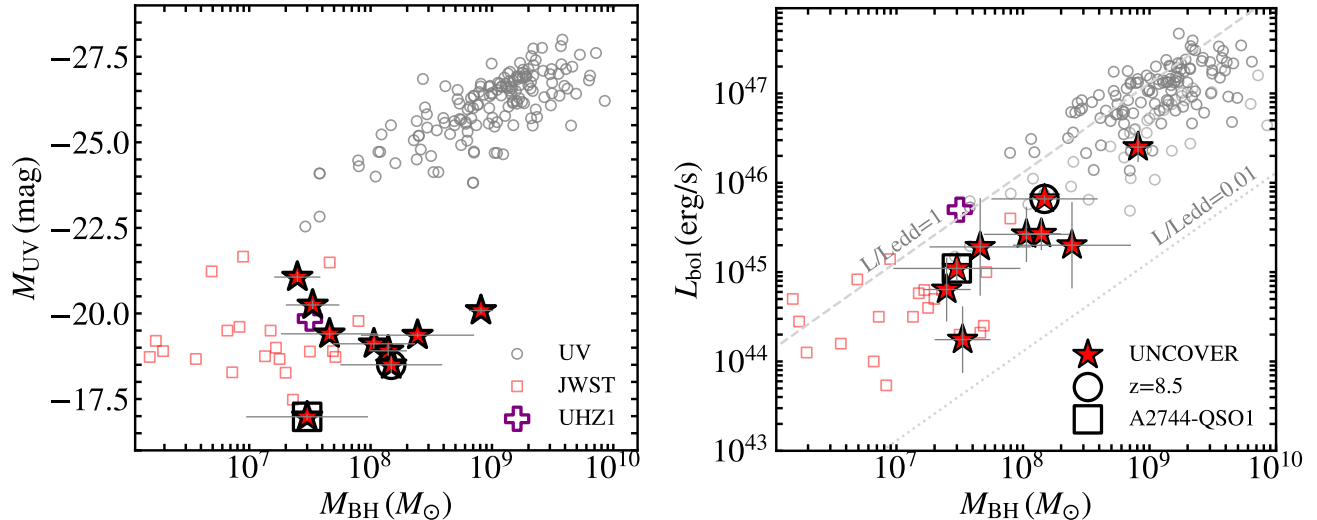 −27.5
−25.0
−22.5
−20.0
−17.5
M_UV (mag)
10^7
10^8
10^9
10^10
M_BH (M_⊙)
UV
JWST
UHZ1
10^47
10^46
10^45
10^44
10^43
L_bol (erg/s)
L/Ledd=1
L/Ledd=0.01
UNCOVER
z=8.5
A2744-QSO1
10^7
10^8
10^9
10^10
M_BH (M_⊙)